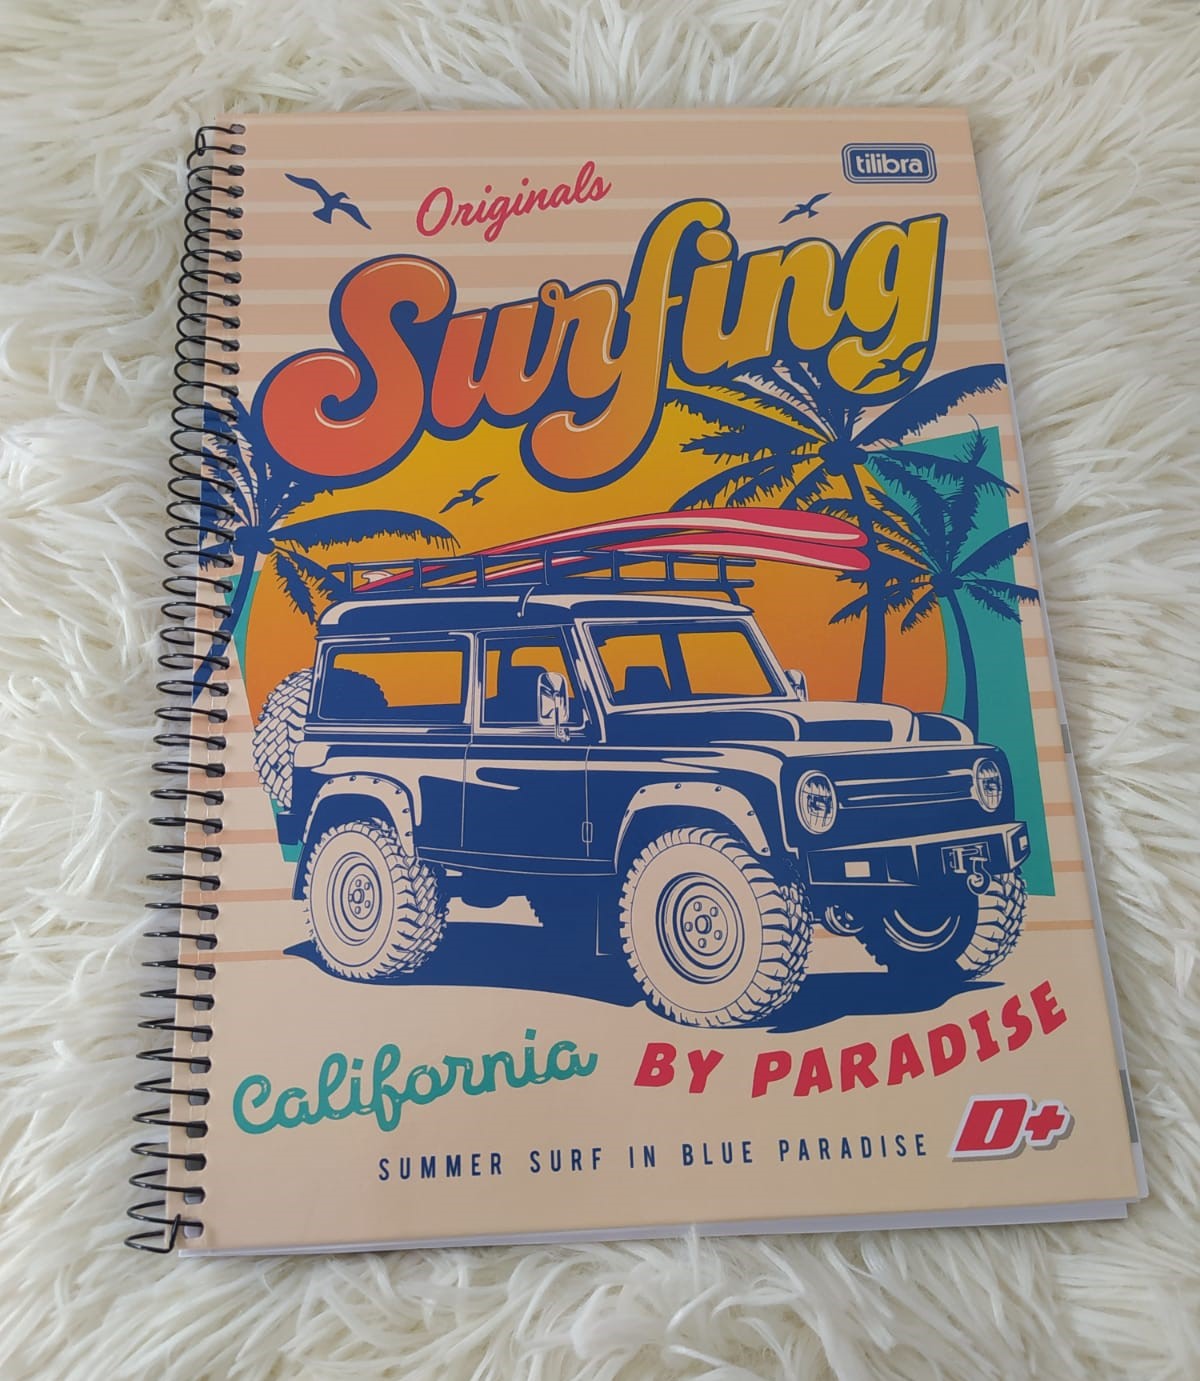 tilibra
Originals
Surfing
California BY PARADISE
SUMMER SURF IN BLUE PARADISE
D+